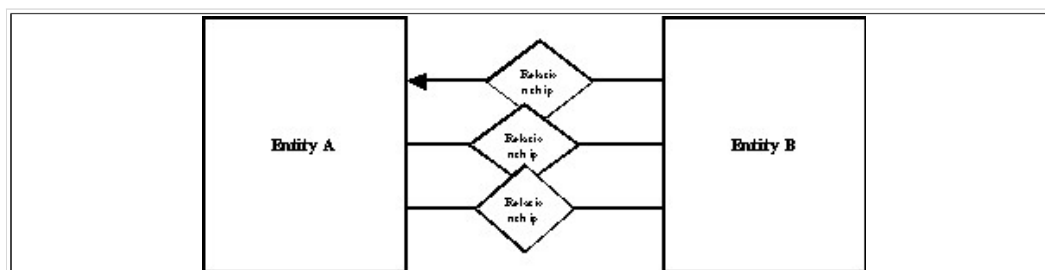 Relatio
nship
Entity A
Relatio
nship
Entity B
Relatio
nship